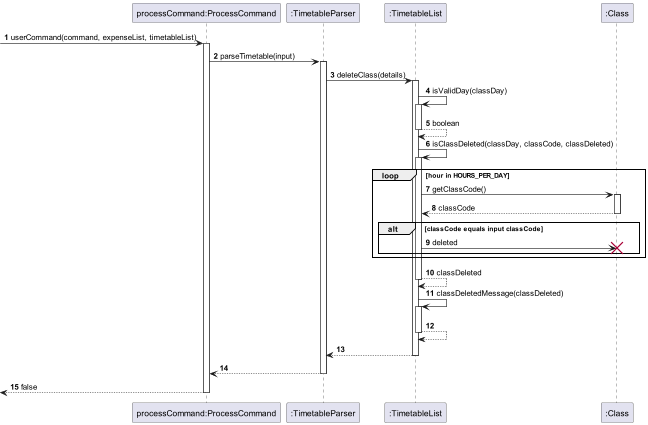 processCommand:ProcessCommand :TimetableParser :TimetableList :Class
1 userCommand(command, expenseList, timetableList)
2 parseTimetable(input)
3 deleteClass(details)
4 isValidDay(classDay)
5 boolean
6 isClassDeleted(classDay, classCode, classDeleted)
loop [hour in HOURS_PER_DAY]
7 getClassCode()
8 classCode
alt [classCode equals input classCode]
9 deleted
10 classDeleted
11 classDeletedMessage(classDeleted)
12
13
14
15 false
processCommand:ProcessCommand :TimetableParser :TimetableList :Class